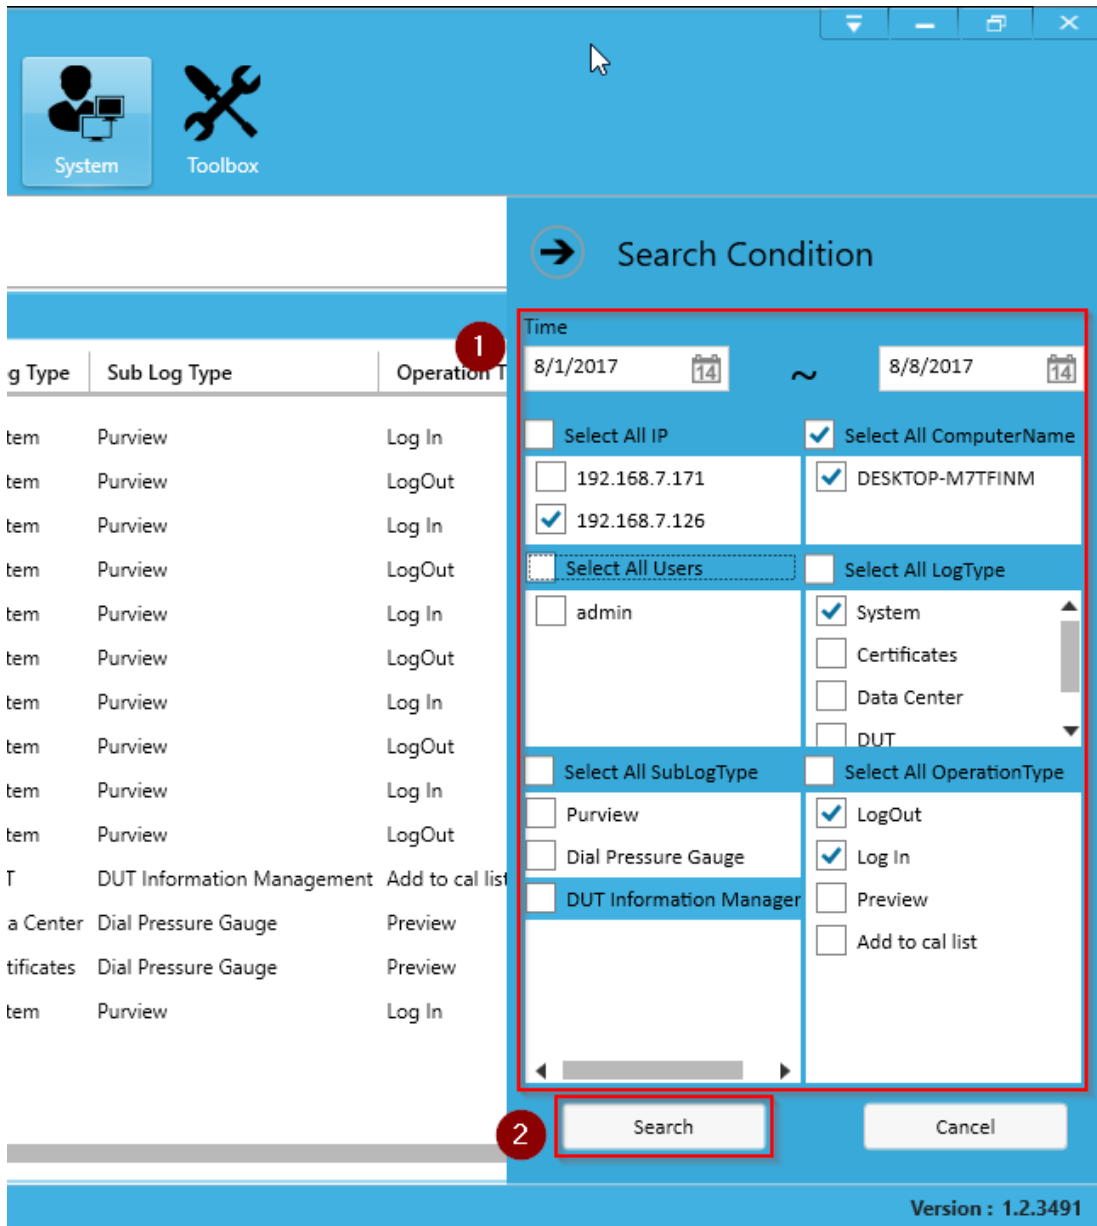 System
Toolbox
Search Condition
1
Time
8/1/2017
14
~
8/8/2017
14
Select All IP
Select All ComputerName
192.168.7.171
192.168.7.126
DESKTOP-M7TFINM
Select All Users
Select All LogType
admin
System
Certificates
Data Center
DUT
Select All SubLogType
Select All OperationType
Purview
Dial Pressure Gauge
DUT Information Manager
LogOut
Log In
Preview
Add to cal list
2
Search
Cancel
g Type Sub Log Type Operation T
tem Purview Log In
tem Purview LogOut
tem Purview Log In
tem Purview LogOut
tem Purview Log In
tem Purview LogOut
tem Purview Log In
tem Purview LogOut
tem Purview Log In
tem Purview LogOut
T DUT Information Management Add to cal list
a Center Dial Pressure Gauge Preview
tificates Dial Pressure Gauge Preview
tem Purview Log In
Version : 1.2.3491